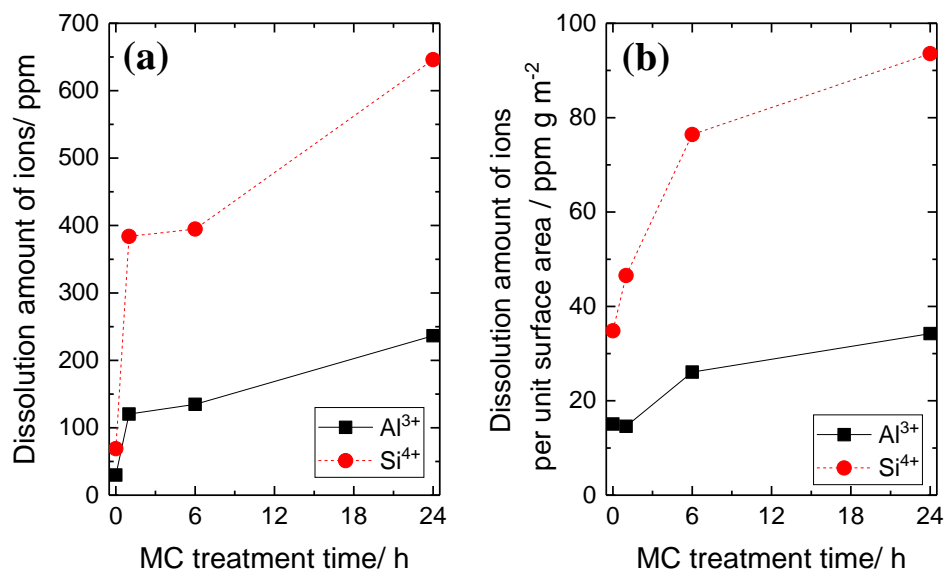 (a)
Dissolution amount of ions/ ppm
700
600
500
400
300
200
100
0
0 6 12 18 24
MC treatment time/ h
Al³⁺
Si⁴⁺
(b)
Dissolution amount of ions
per unit surface area / ppm g m⁻²
100
80
60
40
20
0
0 6 12 18 24
MC treatment time/ h
Al³⁺
Si⁴⁺